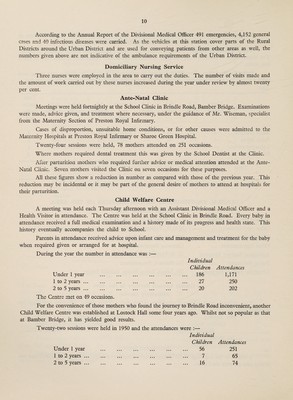 10
According to the Annual Report of the Divisional Medical Officer 491 emergencies, 4,152 general
cases and 40 infectious diseases were carried. As the vehicles at this station cover parts of the Rural
Districts around the Urban District and are used for conveying patients from other areas as well, the
numbers given above are not indicative of the ambulance requirements of the Urban District.
Domiciliary Nursing Service
Three nurses were employed in the area to carry out the duties. The number of visits made and
the amount of work carried out by these nurses increased during the year under review by almost twenty
per cent.
Ante-Natal Clinic
Meetings were held fortnightly at the School Clinic in Brindle Road, Bamber Bridge. Examinations
were made, advice given, and treatment where necessary, under the guidance of Mr. Wiseman, specialist
from the Maternity Section of Preston Royal Infirmary.
Cases of disproportion, unsuitable home conditions, or for other causes were admitted to the
Maternity Hospitals at Preston Royal Infirmary or Sharoe Green Hospital.
Twenty-four sessions were held, 78 mothers attended on 251 occasions.
Where mothers required dental treatment this was given by the School Dentist at the Clinic.
After parturition mothers who required further advice or medical attention attended at the Ante-
Natal Clinic. Seven mothers visited the Clinic on seven occasions for these purposes.
All these figures show a reduction in number as compared with those of the previous year. This
reduction may be incidental or it may be part of the general desire of mothers to attend at hospitals for
their parturitions.
Child Welfare Centre
A meeting was held each Thursday afternoon with an Assistant Divisional Medical Officer and a
Health Visitor in attendance. The Centre was held at the School Clinic in Brindle Road. Every baby in
attendance received a full medical examination and a history made of its progress and health state. This
history eventually accompanies the child to School.
Parents in attendance received advice upon infant care and management and treatment for the baby
when required given or arranged for at hospital.
During the year the number in attendance was :—
Individual
Children Attendances
Under 1 year ... ... ... ... ... ... 186 1,171
1 to 2 years ... ... ... ... ... ... 27 250
2 to 5 years ... ... ... ... ... ... 20 202
The Centre met on 49 occasions.
For the convenience of those mothers who found the journey to Brindle Road inconvenient, another
Child Welfare Centre was established at Lostock Hall some four years ago. Whilst not so popular as that
at Bamber Bridge, it has yielded good results.
Twenty-two sessions were held in 1950 and the attendances were :—
Individual
Children Attendances
Under 1 year ... ... ... ... ... ... 56 251
1 to 2 years ... ... ... ... ... ... 7 65
2 to 5 years ... ... ... ... ... ... 16 74